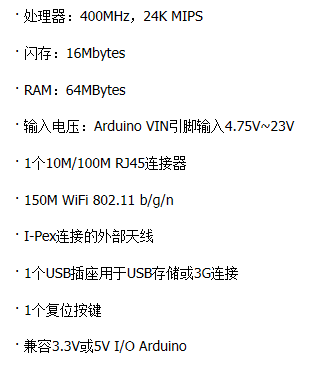 · 处理器：400MHz，24K MIPS
· 闪存：16Mbytes
· RAM：64MBytes
· 输入电压：Arduino VIN引脚输入4.75V~23V
· 1个10M/100M RJ45连接器
· 150M WiFi 802.11 b/g/n
· I-Pex连接的外部天线
· 1个USB插座用于USB存储或3G连接
· 1个复位按键
· 兼容3.3V或5V I/O Arduino